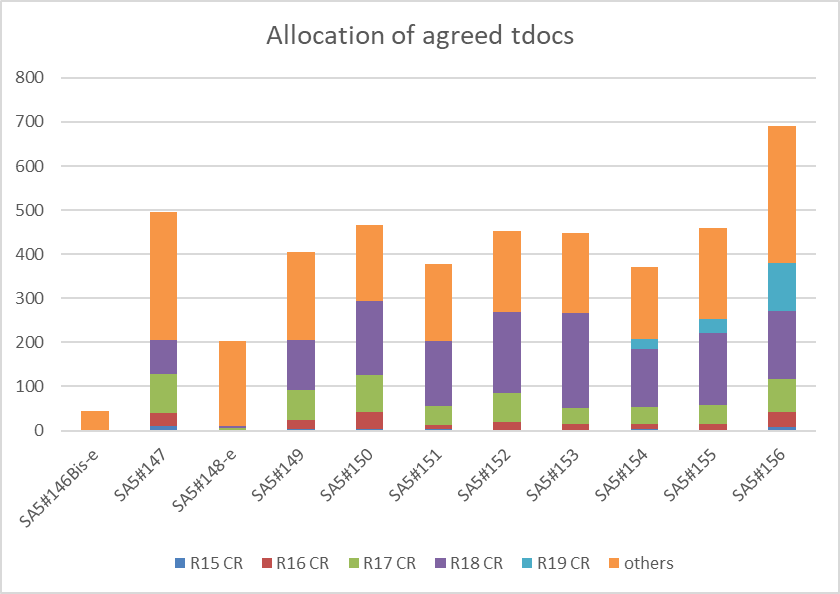 Allocation of agreed tdocs
800
700
600
500
400
300
200
100
0
SA5#146Bis-e
SA5#147
SA5#148-e
SA5#149
SA5#150
SA5#151
SA5#152
SA5#153
SA5#154
SA5#155
SA5#156
R15 CR
R16 CR
R17 CR
R18 CR
R19 CR
others